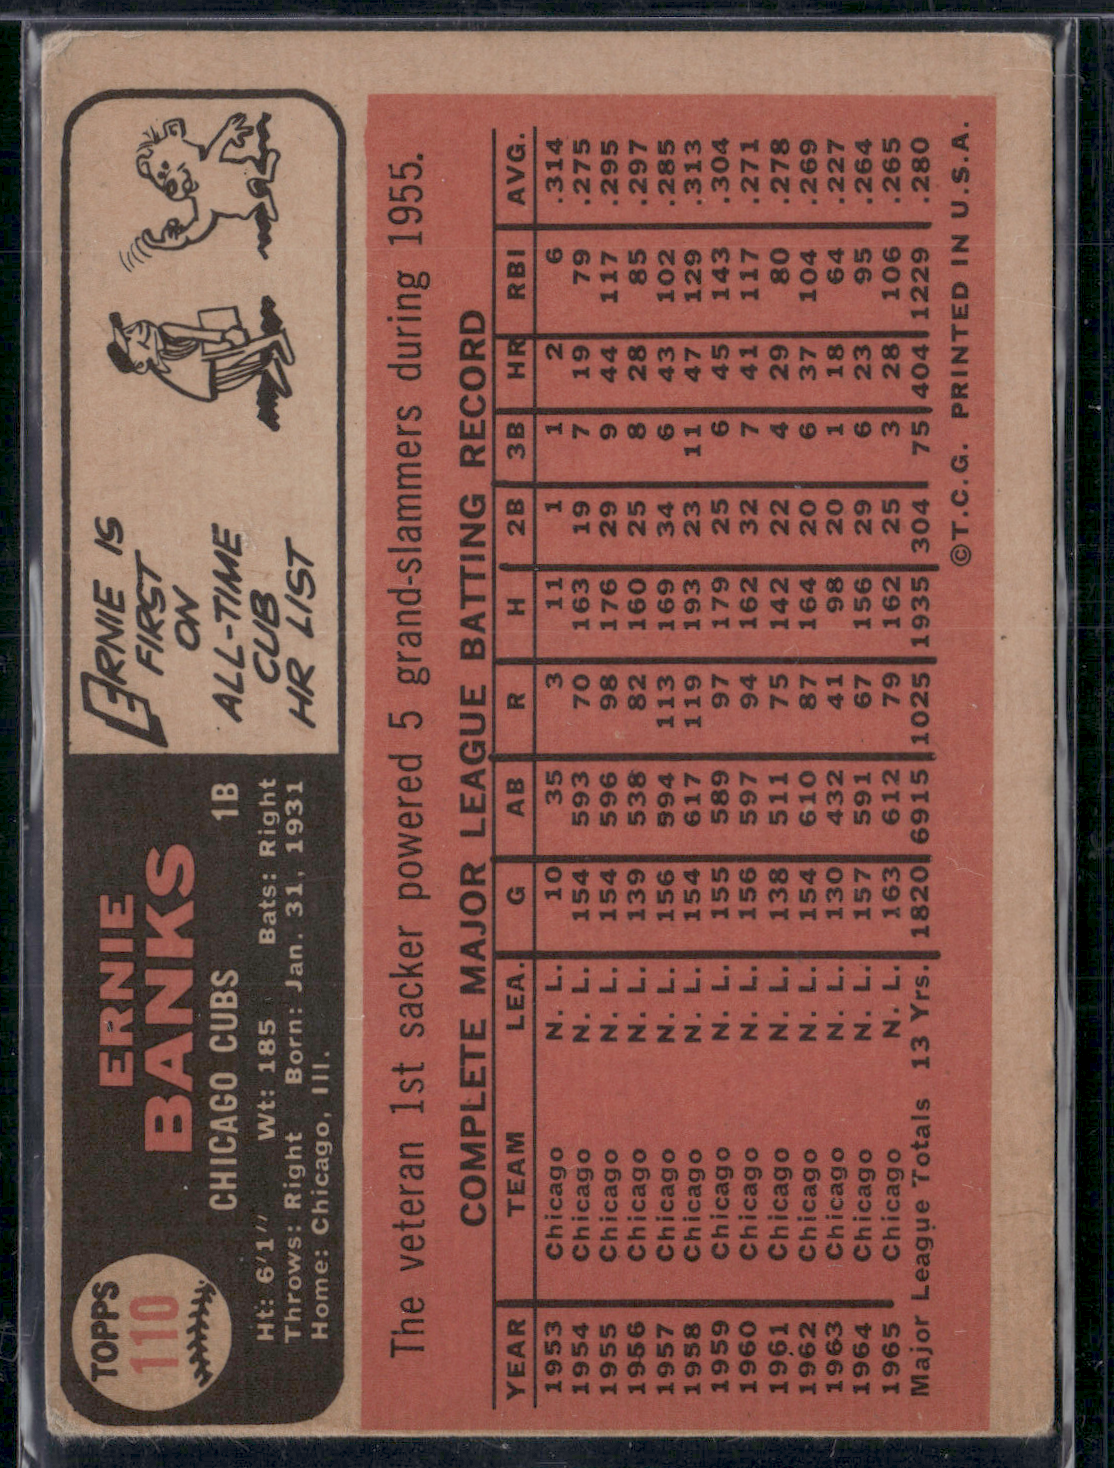 TOPPS
110
ERNIE
BANKS
CHICAGO CUBS 1B
Ht: 6'1" Wt: 185 Bats: Right
Throws: Right Born: Jan. 31, 1931
Home: Chicago, Ill.
ERNIE IS
FIRST
ON
ALL-TIME
CUB
HR LIST
The veteran 1st sacker powered 5 grand-slammers during 1955.
COMPLETE MAJOR LEAGUE BATTING RECORD
YEAR TEAM LEA. G AB R H 2B 3B HR RBI AVG.
1953 Chicago N. L. 10 35 3 11 1 1 2 6 .314
1954 Chicago N. L. 154 593 70 163 19 7 19 79 .275
1955 Chicago N. L. 154 596 98 176 29 9 44 117 .295
1956 Chicago N. L. 139 538 82 160 25 8 28 85 .297
1957 Chicago N. L. 156 594 113 169 34 6 43 102 .285
1958 Chicago N. L. 154 617 119 193 23 11 47 129 .313
1959 Chicago N. L. 155 589 97 179 25 6 45 143 .304
1960 Chicago N. L. 156 597 94 162 32 7 41 117 .271
1961 Chicago N. L. 138 511 75 142 22 4 29 80 .278
1962 Chicago N. L. 154 610 87 164 20 6 37 104 .269
1963 Chicago N. L. 130 432 41 98 20 1 18 64 .227
1964 Chicago N. L. 157 591 67 156 29 6 23 95 .264
1965 Chicago N. L. 163 612 79 162 25 3 28 106 .265
Major League Totals 13 Yrs. 1820 6915 1025 1935 304 75 404 1229 .280
©T.C.G. PRINTED IN U.S.A.